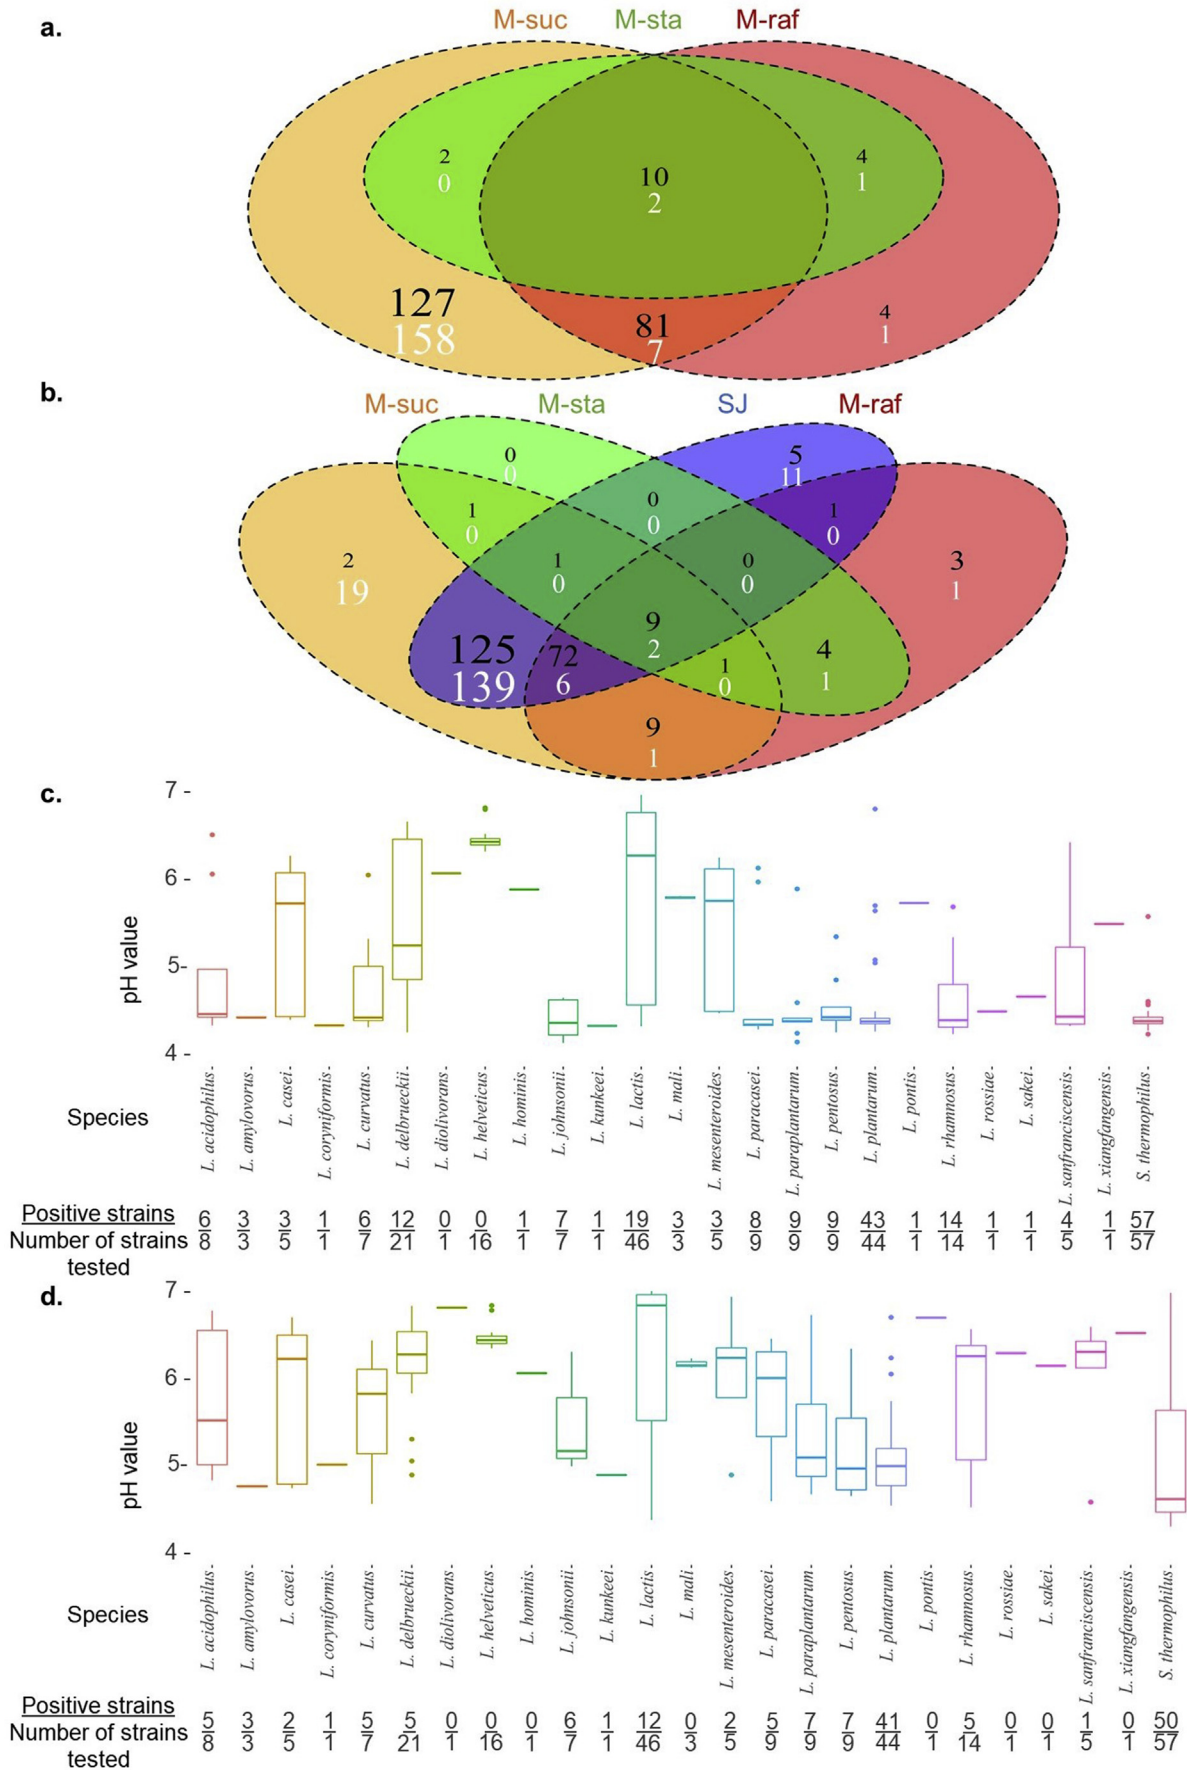 a.
M-suc M-sta M-raf
2
0
10
2
4
1
127
158
81
7
4
1
b.
M-suc M-sta SJ M-raf
0
0
5
11
1
0
0
0
1
0
2
19
1
0
0
0
3
1
125
139
72
6
9
2
1
0
4
1
9
1
c.
7 -
6 -
5-
4 -
pH value
Species
L. acidophilus- L. amylovorus- L. casei- L. coryniformis- L. curvatus- L. delbrueckii- L. diolivorans- L. helveticus- L. hominis- L. johnsonii- L. kunkeei- L. lactis- L. mali- L. mesenteroides- L. paracasei- L. paraplantarum- L. pentosus- L. plantarum- L. pontis- L. rhamnosus- L. rossiae- L. sakei- L. sanfranciscensis- L. xiangfangensis- S. thermophilus-
Positive strains 6 3 3 1 6 12 0 0 1 7 1 19 3 3 8 9 9 43 1 14 1 1 4 1 57
Number of strains 8 3 5 1 7 21 1 16 1 7 1 46 3 5 9 9 9 44 1 14 1 1 5 1 57
tested
d.
7 -
6 -
5-
4 -
pH value
Species
L. acidophilus- L. amylovorus- L. casei- L. coryniformis- L. curvatus- L. delbrueckii- L. diolivorans- L. helveticus- L. hominis- L. johnsonii- L. kunkeei- L. lactis- L. mali- L. mesenteroides- L. paracasei- L. paraplantarum- L. pentosus- L. plantarum- L. pontis- L. rhamnosus- L. rossiae- L. sakei- L. sanfranciscensis- L. xiangfangensis- S. thermophilus-
Positive strains 5 3 2 1 5 5 0 0 0 6 1 12 0 2 5 7 7 41 0 5 0 0 1 0 50
Number of strains 8 3 5 1 7 21 1 16 1 7 1 46 3 5 9 9 9 44 1 14 1 1 5 1 57
tested